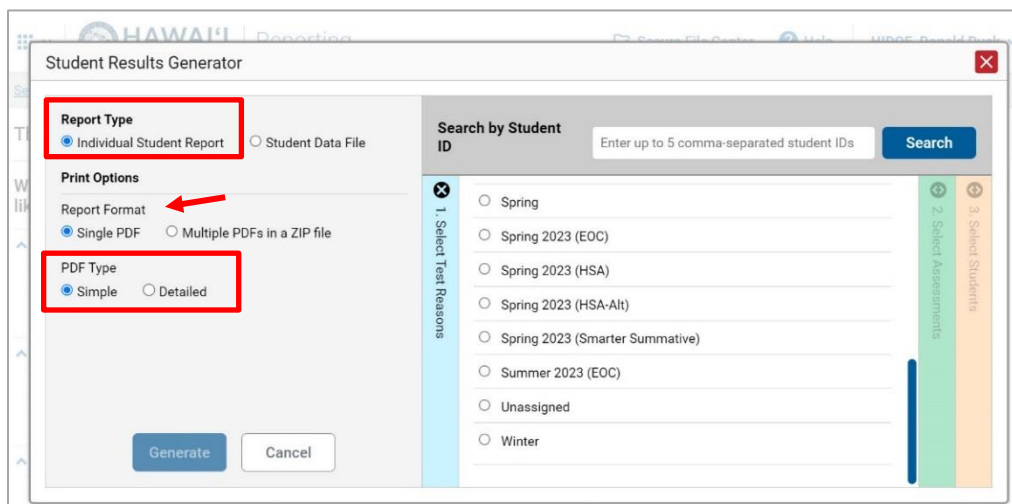 HAWAI'I Reporting
Secure File Center Help HIDOE, Ronald
Student Results Generator
Report Type
Individual Student Report Student Data File
Print Options
Report Format
Single PDF Multiple PDFs in a ZIP file
PDF Type
Simple Detailed
Generate Cancel
Search by Student ID
Enter up to 5 comma-separated student IDs
Search
1. Select Test Reasons
Spring
Spring 2023 (EOC)
Spring 2023 (HSA)
Spring 2023 (HSA-Alt)
Spring 2023 (Smarter Summative)
Summer 2023 (EOC)
Unassigned
Winter
2. Select Assessments
3. Select Students